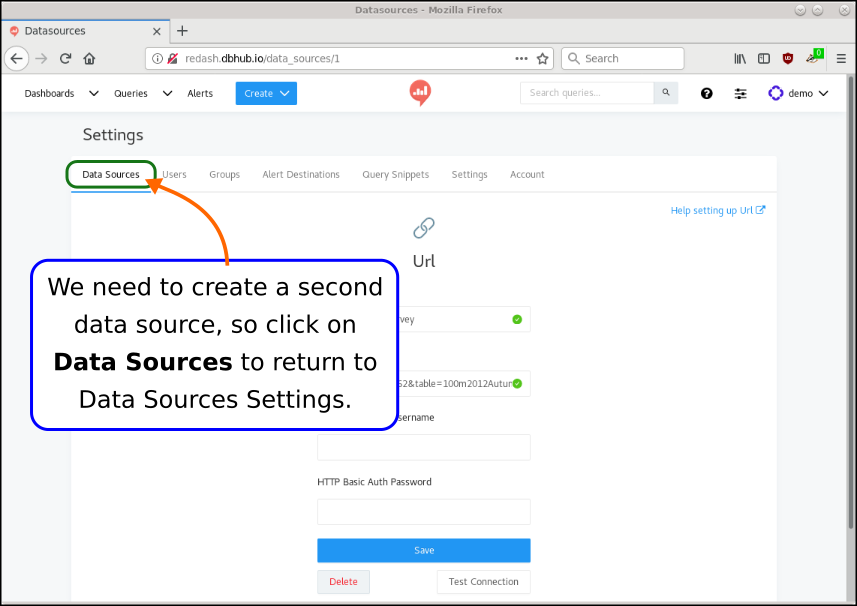 Datasources - Mozilla Firefox
Datasources
redash.dbhub.io/data_sources/1
Search
0
Dashboards
Queries
Alerts
Create
Search queries...
demo
Settings
Data Sources
Users
Groups
Alert Destinations
Query Snippets
Settings
Account
Help setting up Url
Url
We need to create a second
data source, so click on
Data Sources to return to
Data Sources Settings.
vey
62&table=100m2012Autun
sername
HTTP Basic Auth Password
Save
Delete
Test Connection